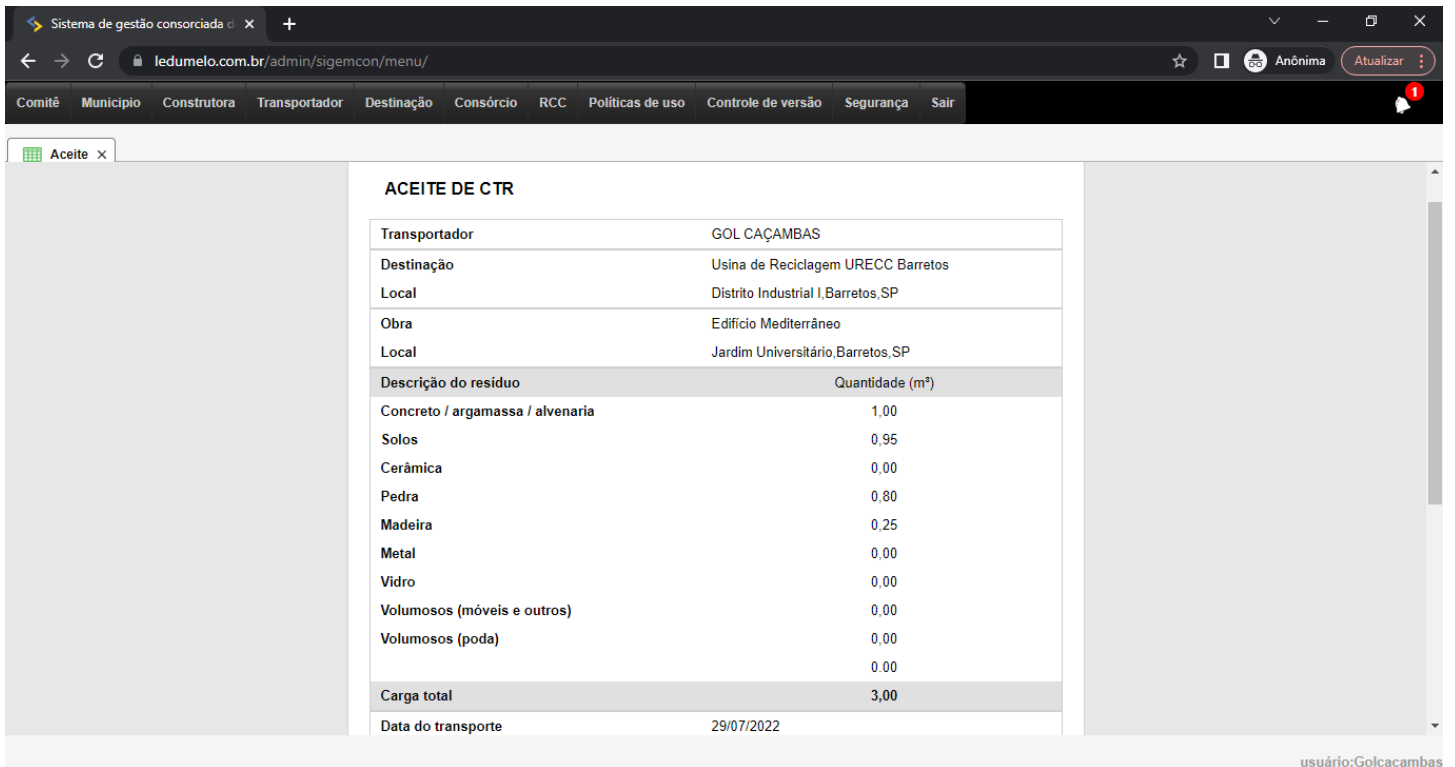 Sistema de gestão consorciada d
ledumelo.com.br/admin/sigemcon/menu/
Anônima
Atualizar
Comitê Municipio Construtora Transportador Destinação Consórcio RCC Políticas de uso Controle de versão Segurança Sair
1
Aceite
ACEITE DE CTR
Transportador GOL CAÇAMBAS
Destinação Usina de Reciclagem URECC Barretos
Local Distrito Industrial I,Barretos,SP
Obra Edifício Mediterrâneo
Local Jardim Universitário,Barretos,SP
Descrição do resíduo Quantidade (m³)
Concreto / argamassa / alvenaria 1,00
Solos 0,95
Cerâmica 0,00
Pedra 0,80
Madeira 0,25
Metal 0,00
Vidro 0,00
Volumosos (móveis e outros) 0,00
Volumosos (poda) 0,00
0.00
Carga total 3,00
Data do transporte 29/07/2022
usuário:Golcacambas